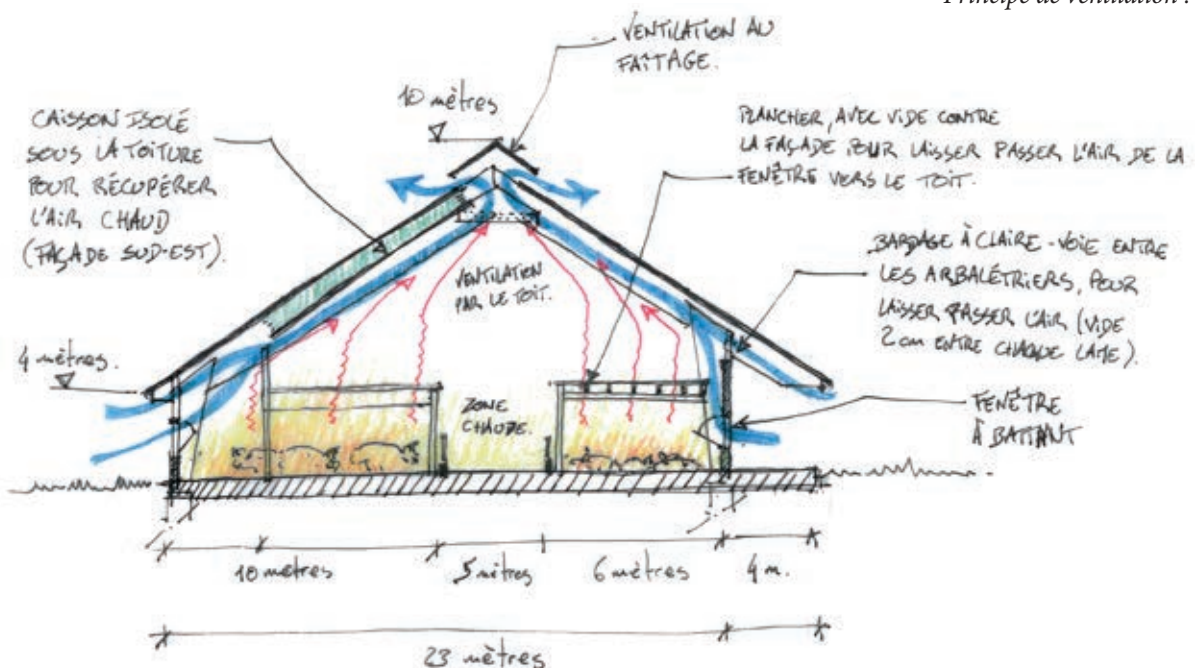 Principe de ventilation :
VENTILATION AU
FAÎTAGE.
10 mètres
CAISSON ISOLÉ
SOUS LA TOITURE
POUR RÉCUPÉRER
L'AIR CHAUD
(FAÇADE SUD-EST).
PLANCHER, AVEC VIDE CONTRE
LA FAÇADE POUR LAISSER PASSER L'AIR DE LA
FENÊTRE VERS LE TOIT.
BARDAGE À CLAIRE-VOIE ENTRE
LES ARBALÉTRIERS, POUR
LAISSER PASSER L'AIR (VIDE
2 cm ENTRE CHAQUE LAME).
VENTILATION
PAR LE TOIT.
4 mètres.
ZONE
CHAUDE.
FENÊTRE
À BATTANT
10 mètres
5 mètres
6 mètres
4 m.
23 mètres